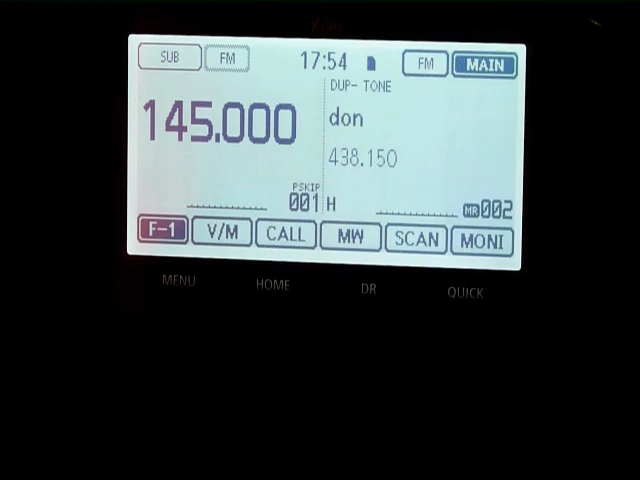 SUB FM 17:54 FM MAIN
DUP- TONE
145.000 don
438.150
PSKIP
001 H MR 002
F-1 V/M CALL MW SCAN MONI
MENU HOME DR QUICK